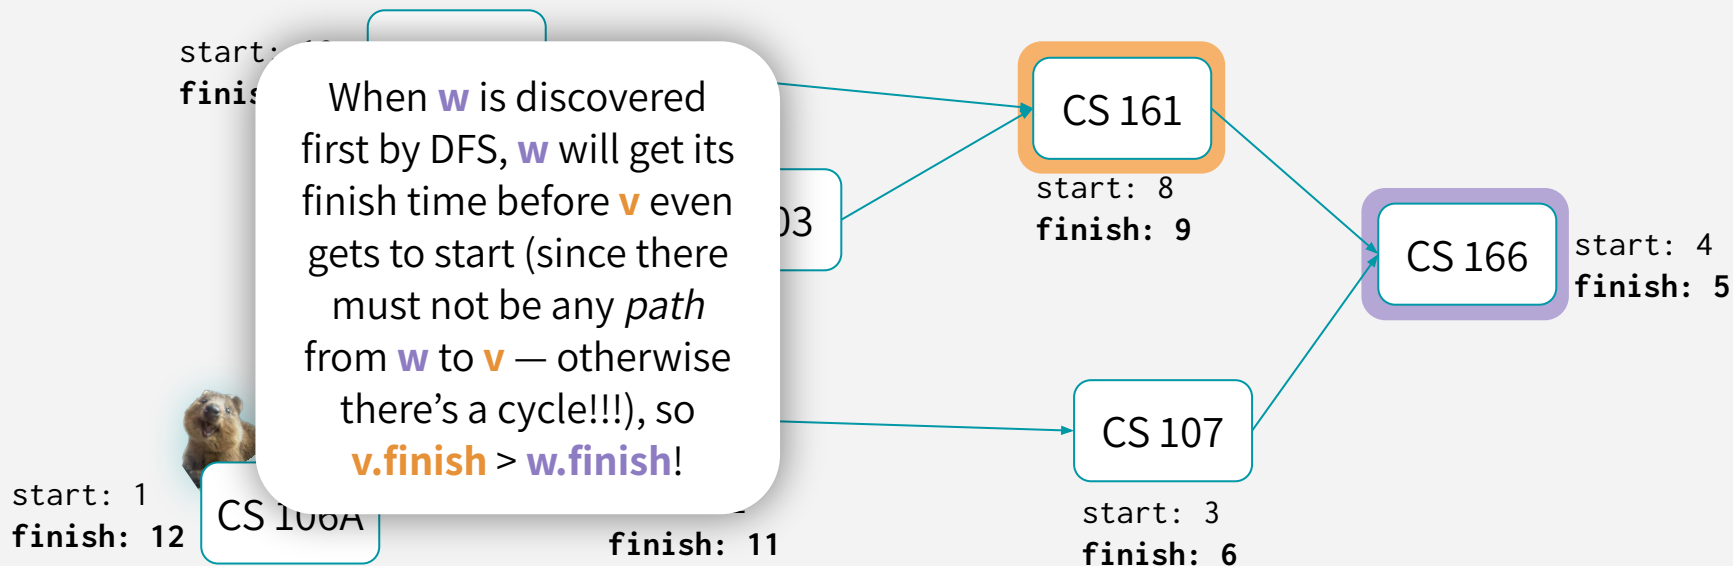 start:
When w is discovered
first by DFS, w will get its
finish time before v even
gets to start (since there
must not be any path
from w to v — otherwise
there's a cycle!!!), so
v.finish > w.finish!
CS 161
start: 8
finish: 9
03
CS 166
start: 4
finish: 5
CS 107
start: 3
finish: 6
start: 1
finish: 12
CS 106A
finish: 11